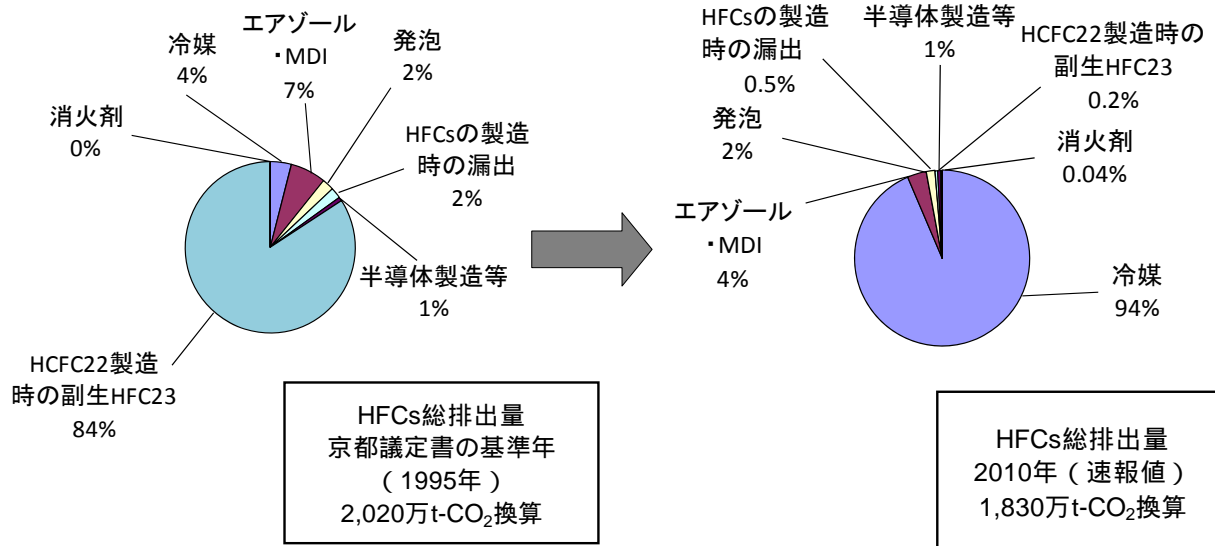 エアゾール
・MDI
7%
冷媒
4%
発泡
2%
消火剤
0%
HFCsの製造
時の漏出
2%
半導体製造等
1%
HCFC22製造
時の副生HFC23
84%
HFCs総排出量
京都議定書の基準年
（1995年）
2,020万t-CO₂換算
HFCsの製造
時の漏出
0.5%
半導体製造等
1%
HCFC22製造時の
副生HFC23
0.2%
発泡
2%
消火剤
0.04%
エアゾール
・MDI
4%
冷媒
94%
HFCs総排出量
2010年（速報値）
1,830万t-CO₂換算